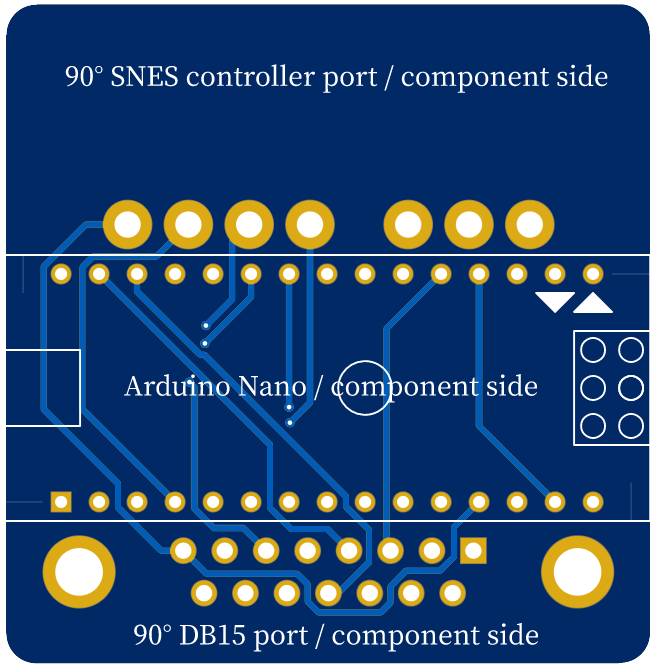 90° SNES controller port / component side
Arduino Nano / component side
90° DB15 port / component side